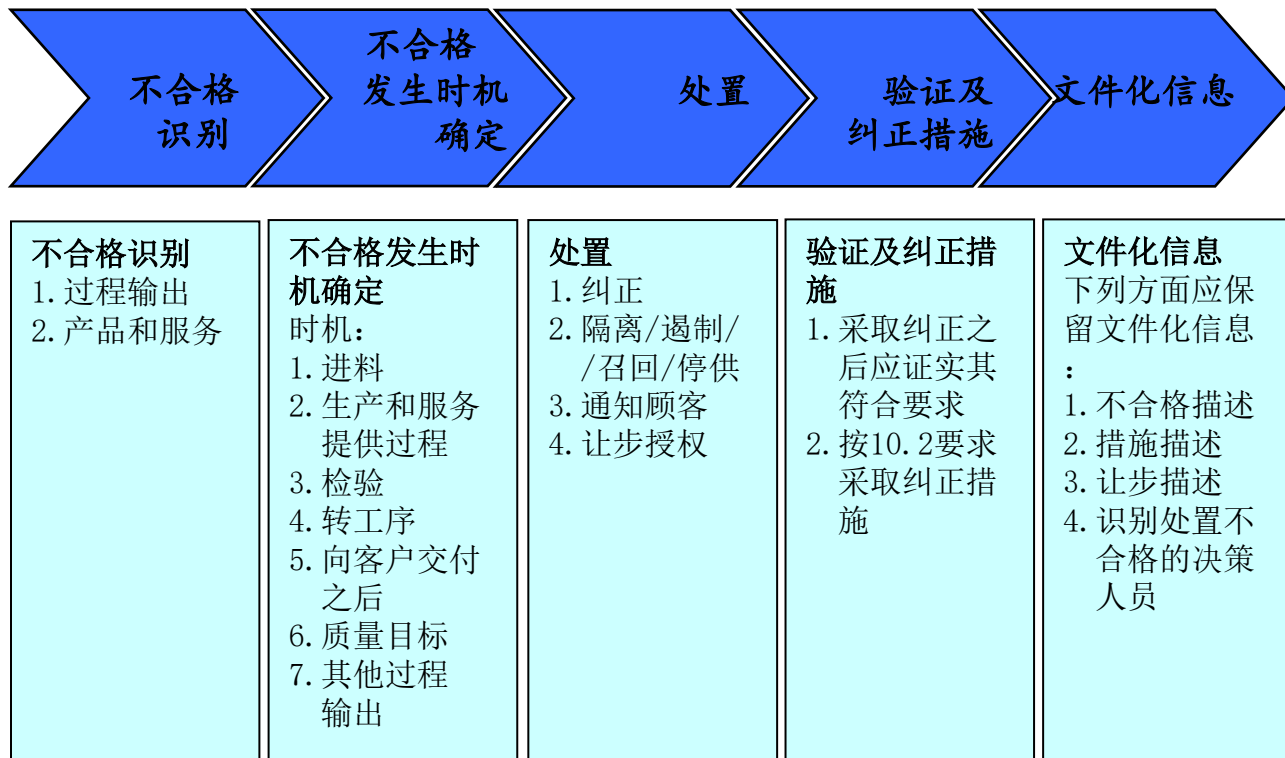 不合格
识别
不合格
发生时机
确定
处置
验证及
纠正措施
文件化信息
不合格识别
1.过程输出
2.产品和服务
不合格发生时
机确定
时机：
1.进料
2.生产和服务
提供过程
3.检验
4.转工序
5.向客户交付
之后
6.质量目标
7.其他过程
输出
处置
1.纠正
2.隔离/遏制/
/召回/停供
3.通知顾客
4.让步授权
验证及纠正措
施
1.采取纠正之
后应证实其
符合要求
2.按10.2要求
采取纠正措
施
文件化信息
下列方面应保
留文件化信息
：
1.不合格描述
2.措施描述
3.让步描述
4.识别处置不
合格的决策
人员